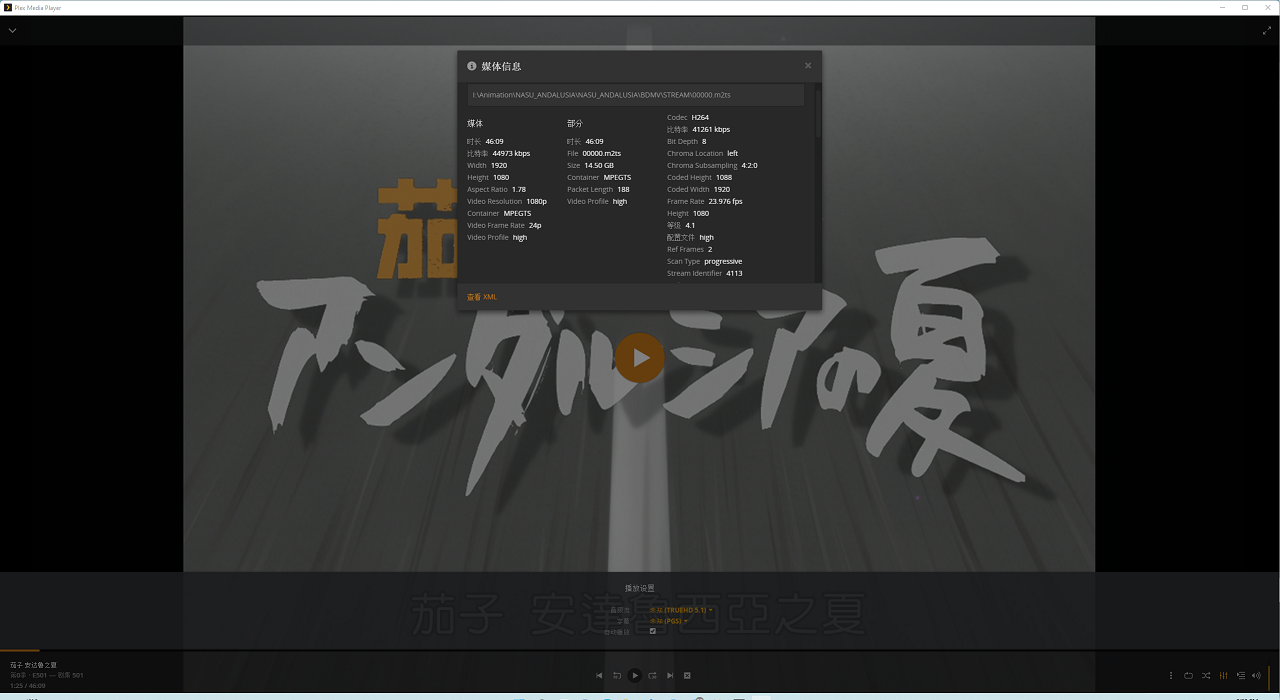 Plex Media Player
媒体信息
I:\Animation\NASU_ANDALUSIA\NASU_ANDALUSIA\BDMV\STREAM\00000.m2ts
媒体
时长 46:09
比特率 44973 kbps
Width 1920
Height 1080
Aspect Ratio 1.78
Video Resolution 1080p
Container MPEGTS
Video Frame Rate 24p
Video Profile high
部分
时长 46:09
File 00000.m2ts
Size 14.50 GB
Container MPEGTS
Packet Length 188
Video Profile high
Codec H264
比特率 41261 kbps
Bit Depth 8
Chroma Location left
Chroma Subsampling 4:2:0
Coded Height 1088
Coded Width 1920
Frame Rate 23.976 fps
Height 1080
等级 4.1
配置文件 high
Ref Frames 2
Scan Type progressive
Stream Identifier 4113
查看 XML
茄
アンダルシアの夏
播放设置
未知 (TRUEHD 5.1)
字幕 未知 (PGS)
自动播放
茄子 安達魯西亞之夏
茄子 安达鲁之夏
第0季 · E501 — 剧集 501
1:25 / 46:09